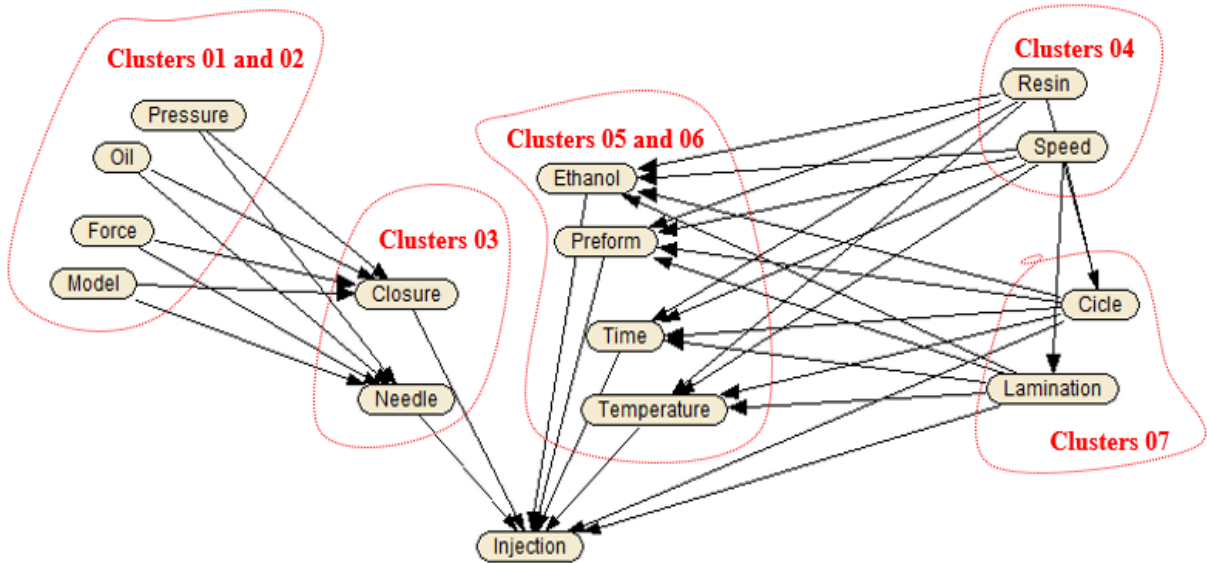 Clusters 01 and 02
Pressure
Oil
Force
Model
Clusters 03
Closure
Needle
Clusters 05 and 06
Ethanol
Preform
Time
Temperature
Clusters 04
Resin
Speed
Cicle
Lamination
Clusters 07
Injection